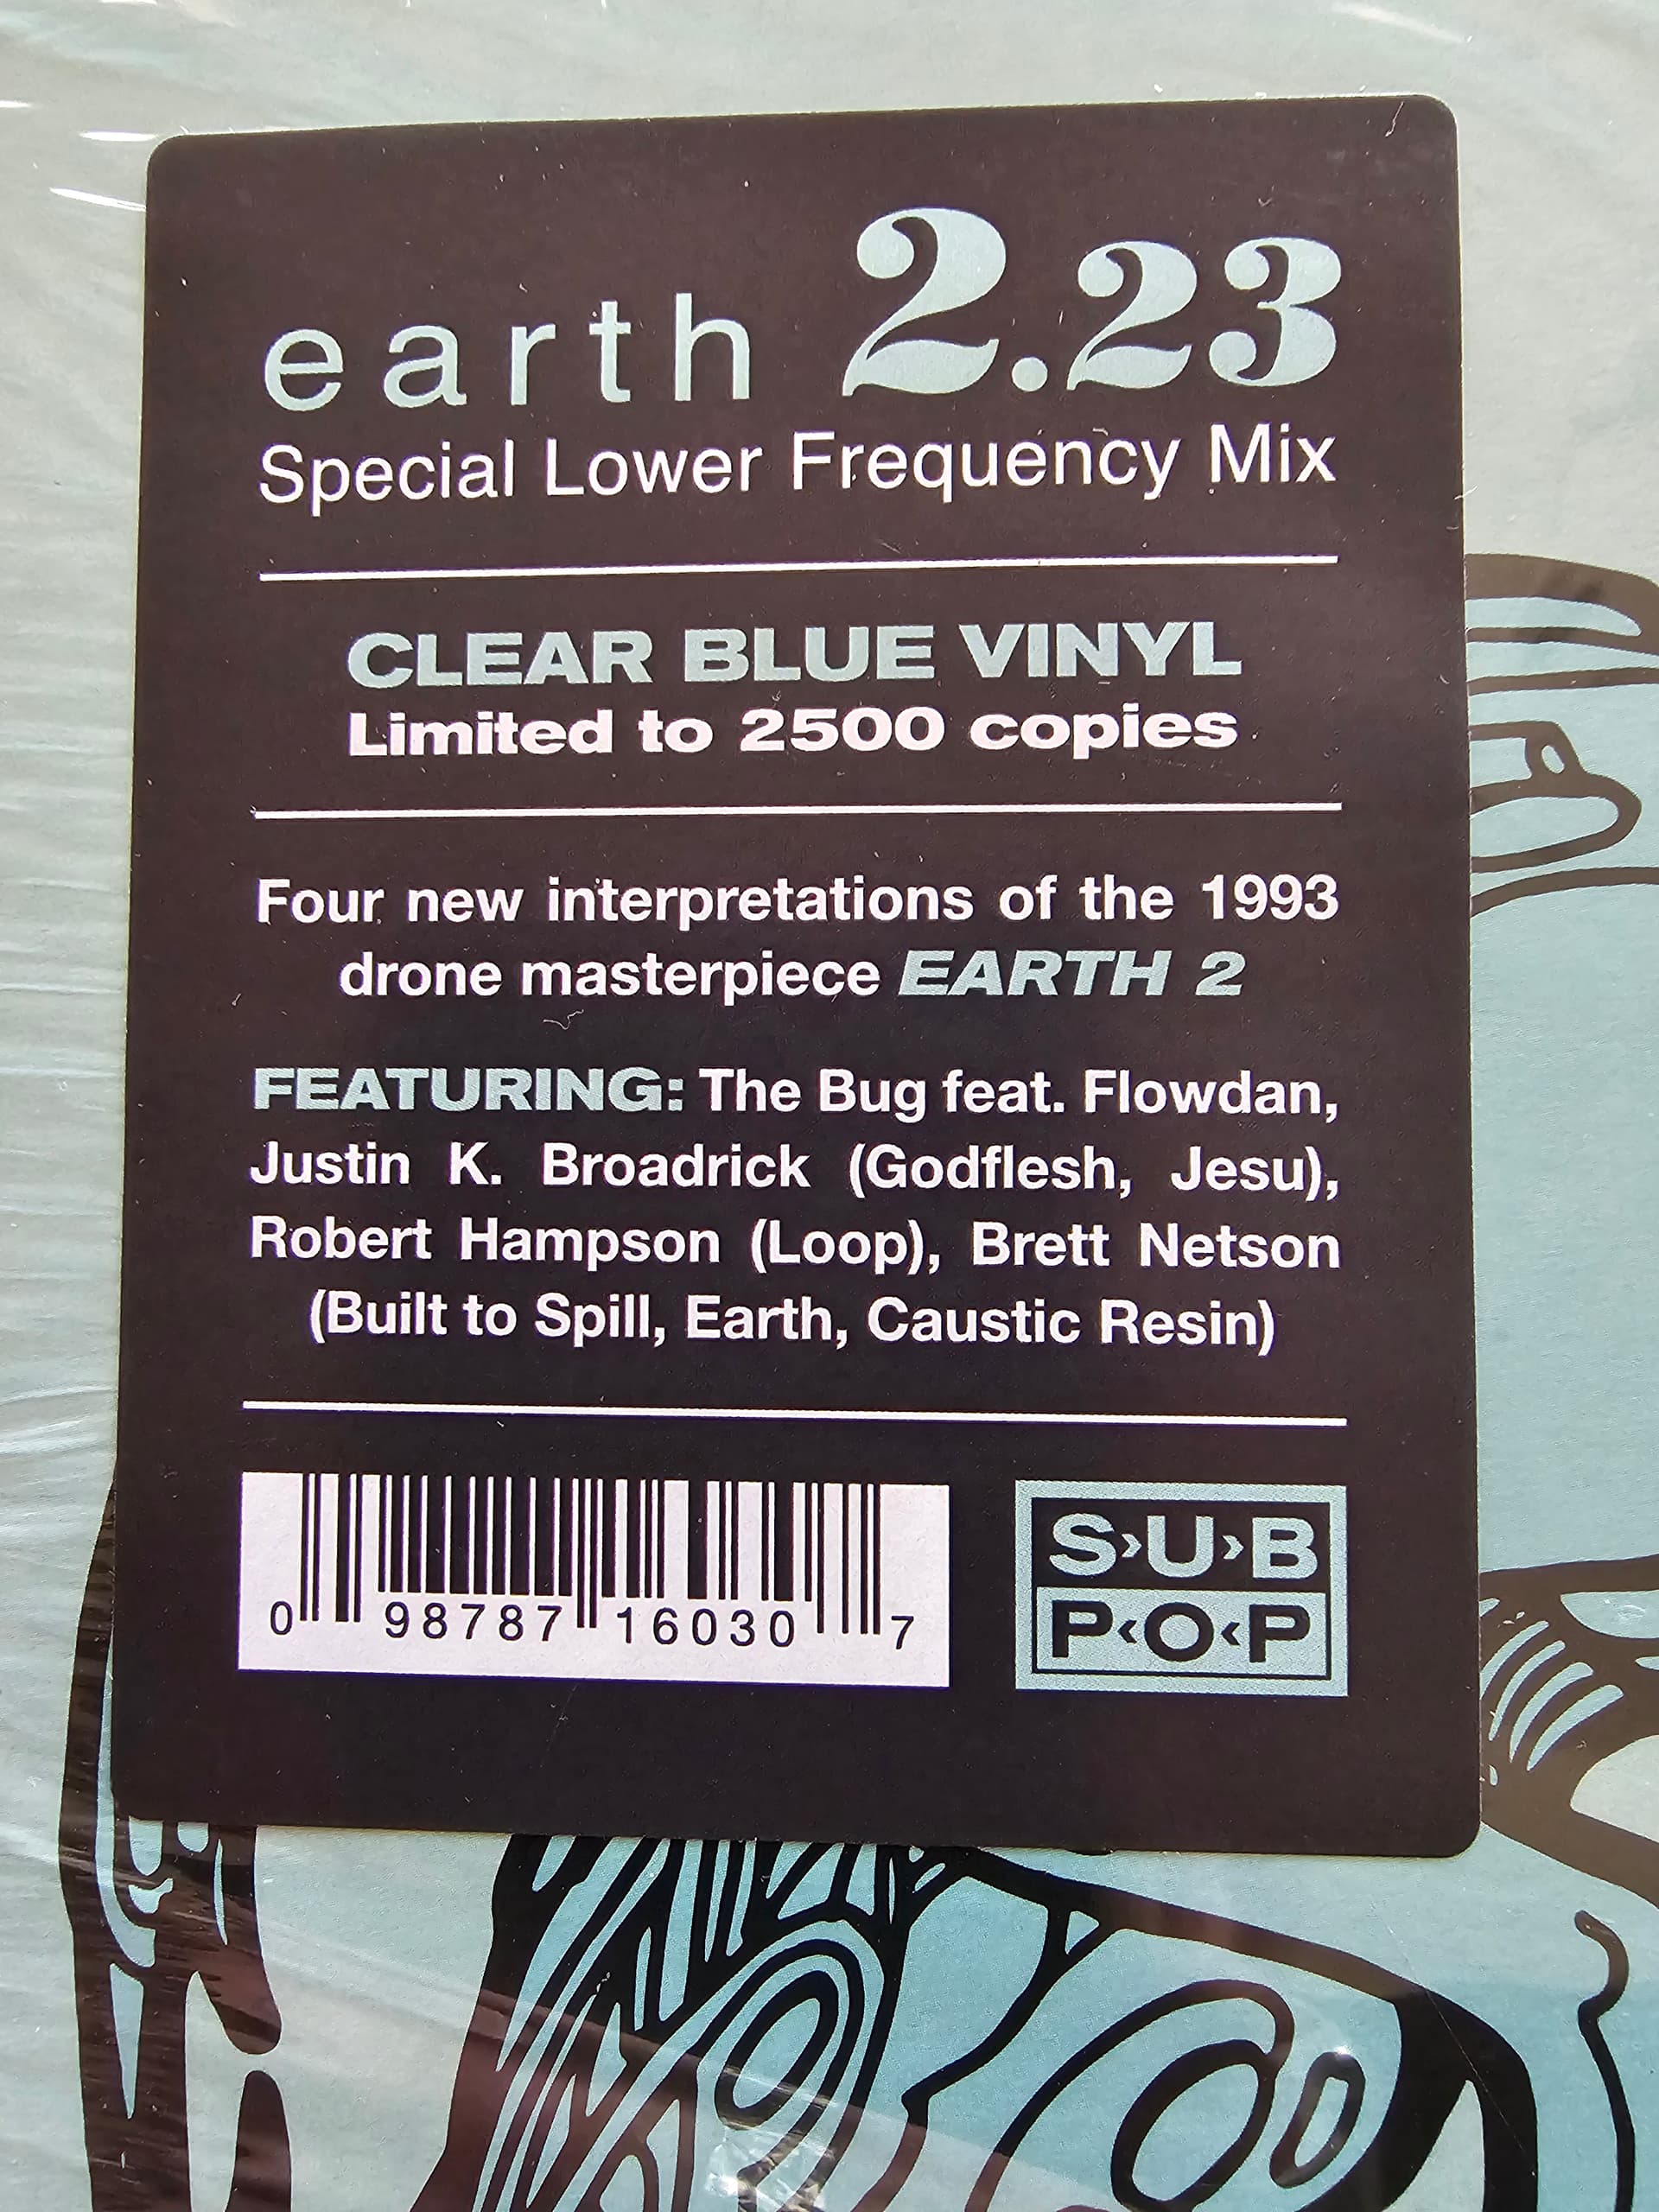 earth 2.23
Special Lower Frequency Mix
CLEAR BLUE VINYL
Limited to 2500 copies
Four new interpretations of the 1993
drone masterpiece EARTH 2
FEATURING: The Bug feat. Flowdan,
Justin K. Broadrick (Godflesh, Jesu),
Robert Hampson (Loop), Brett Netson
(Built to Spill, Earth, Caustic Resin)
0 98787 16030 7
S›U›B
P‹O‹P